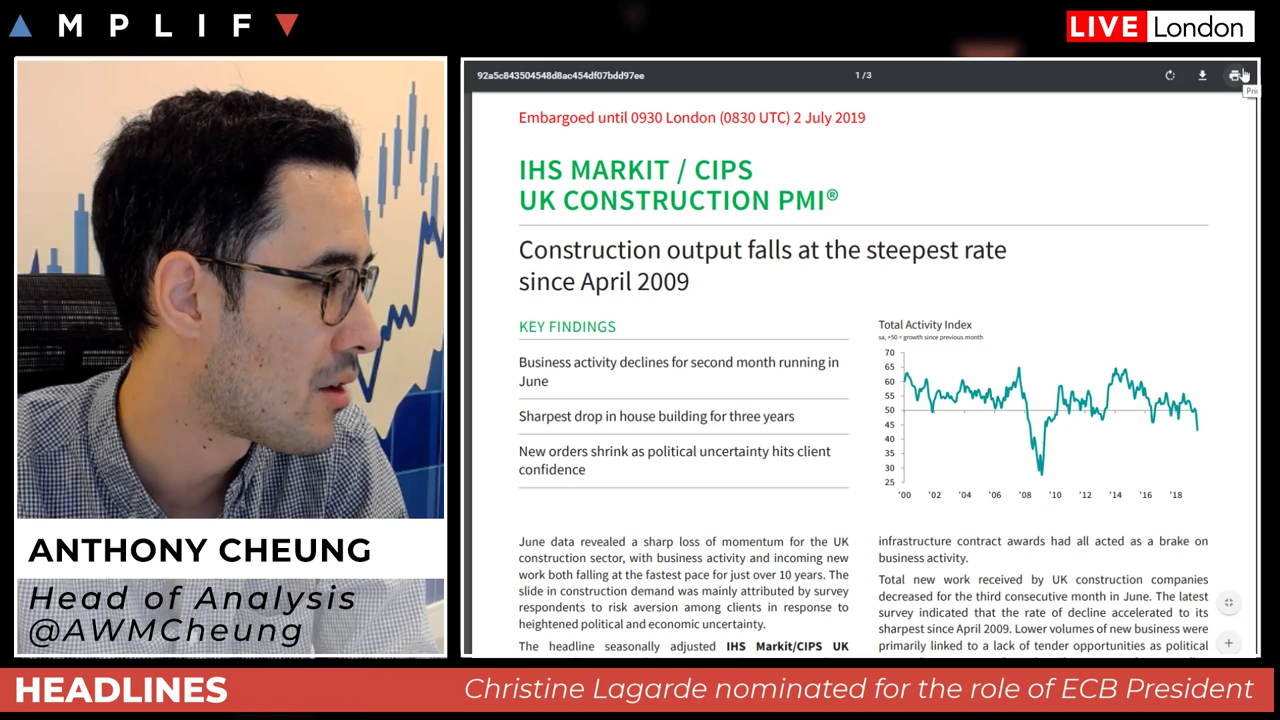 ▲ M P L I F ▼
LIVE London
92a5c843504548d8ac454df07bdd97ee
1 / 3
Embargoed until 0930 London (0830 UTC) 2 July 2019
IHS MARKIT / CIPS
UK CONSTRUCTION PMI®
Construction output falls at the steepest rate
since April 2009
KEY FINDINGS
Business activity declines for second month running in
June
Sharpest drop in house building for three years
New orders shrink as political uncertainty hits client
confidence
Total Activity Index
sa, >50 = growth since previous month
70
65
60
55
50
45
40
35
30
25
'00 '02 '04 '06 '08 '10 '12 '14 '16 '18
June data revealed a sharp loss of momentum for the UK
construction sector, with business activity and incoming new
work both falling at the fastest pace for just over 10 years. The
slide in construction demand was mainly attributed by survey
respondents to risk aversion among clients in response to
heightened political and economic uncertainty.
The headline seasonally adjusted IHS Markit/CIPS UK
infrastructure contract awards had all acted as a brake on
business activity.
Total new work received by UK construction companies
decreased for the third consecutive month in June. The latest
survey indicated that the rate of decline accelerated to its
sharpest since April 2009. Lower volumes of new business were
primarily linked to a lack of tender opportunities as political
ANTHONY CHEUNG
Head of Analysis
@AWMCheung
HEADLINES
Christine Lagarde nominated for the role of ECB President